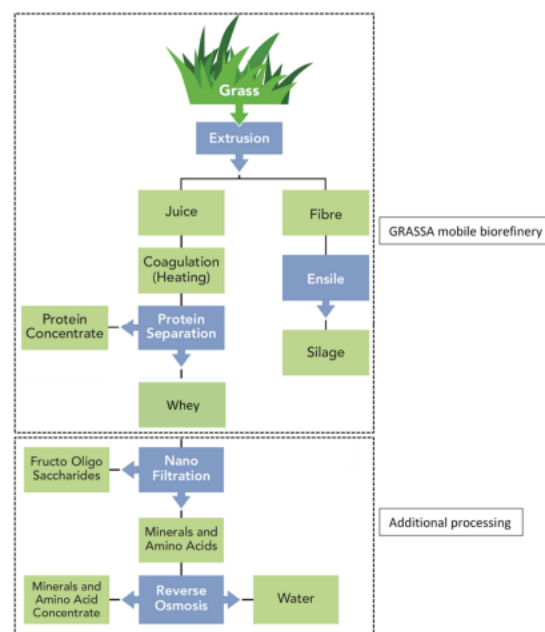 Grass
Extrusion
Juice
Fibre
GRASSA mobile biorefinery
Coagulation
(Heating)
Ensile
Protein
Concentrate
Protein
Separation
Silage
Whey
Fructo Oligo
Saccharides
Nano
Filtration
Additional processing
Minerals and
Amino Acids
Minerals and
Amino Acid
Concentrate
Reverse
Osmosis
Water